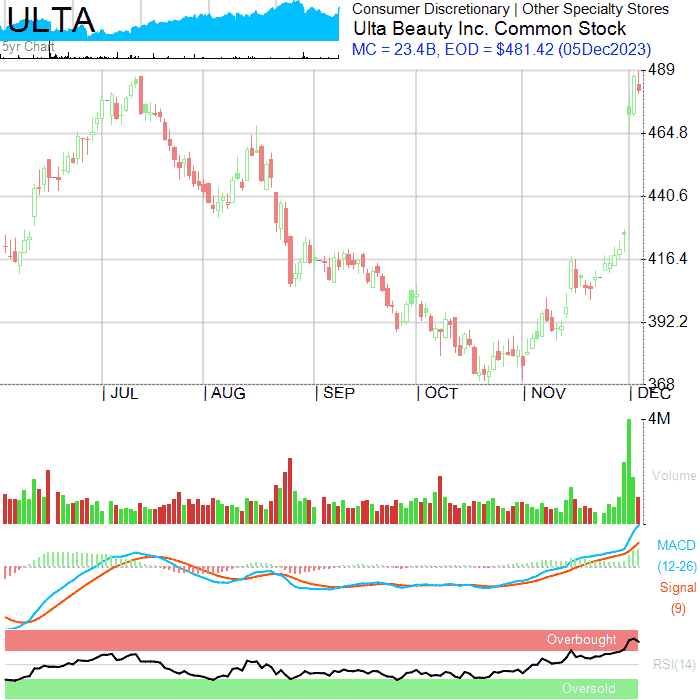 ULTA
5yr Chart
Consumer Discretionary | Other Specialty Stores
Ulta Beauty Inc. Common Stock
MC = 23.4B, EOD = $481.42 (05Dec2023)
489
464.8
440.6
416.4
392.2
368
| JUL | AUG | SEP | OCT | NOV | DEC
4M
Volume
MACD
(12-26)
Signal
(9)
Overbought
RSI(14)
Oversold